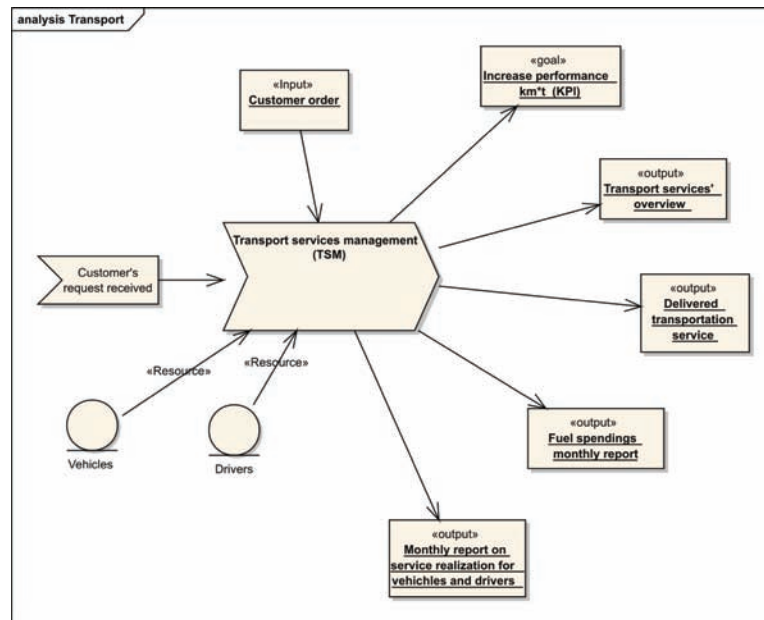 analysis Transport
«Input»
Customer order
«goal»
Increase performance
km*t (KPI)
«output»
Transport services'
overview
Transport services management
(TSM)
Customer's
request received
«output»
Delivered
transportation
service
«Resource»
«Resource»
Vehicles
Drivers
«output»
Fuel spendings
monthly report
«output»
Monthly report on
service realization for
vehichles and drivers